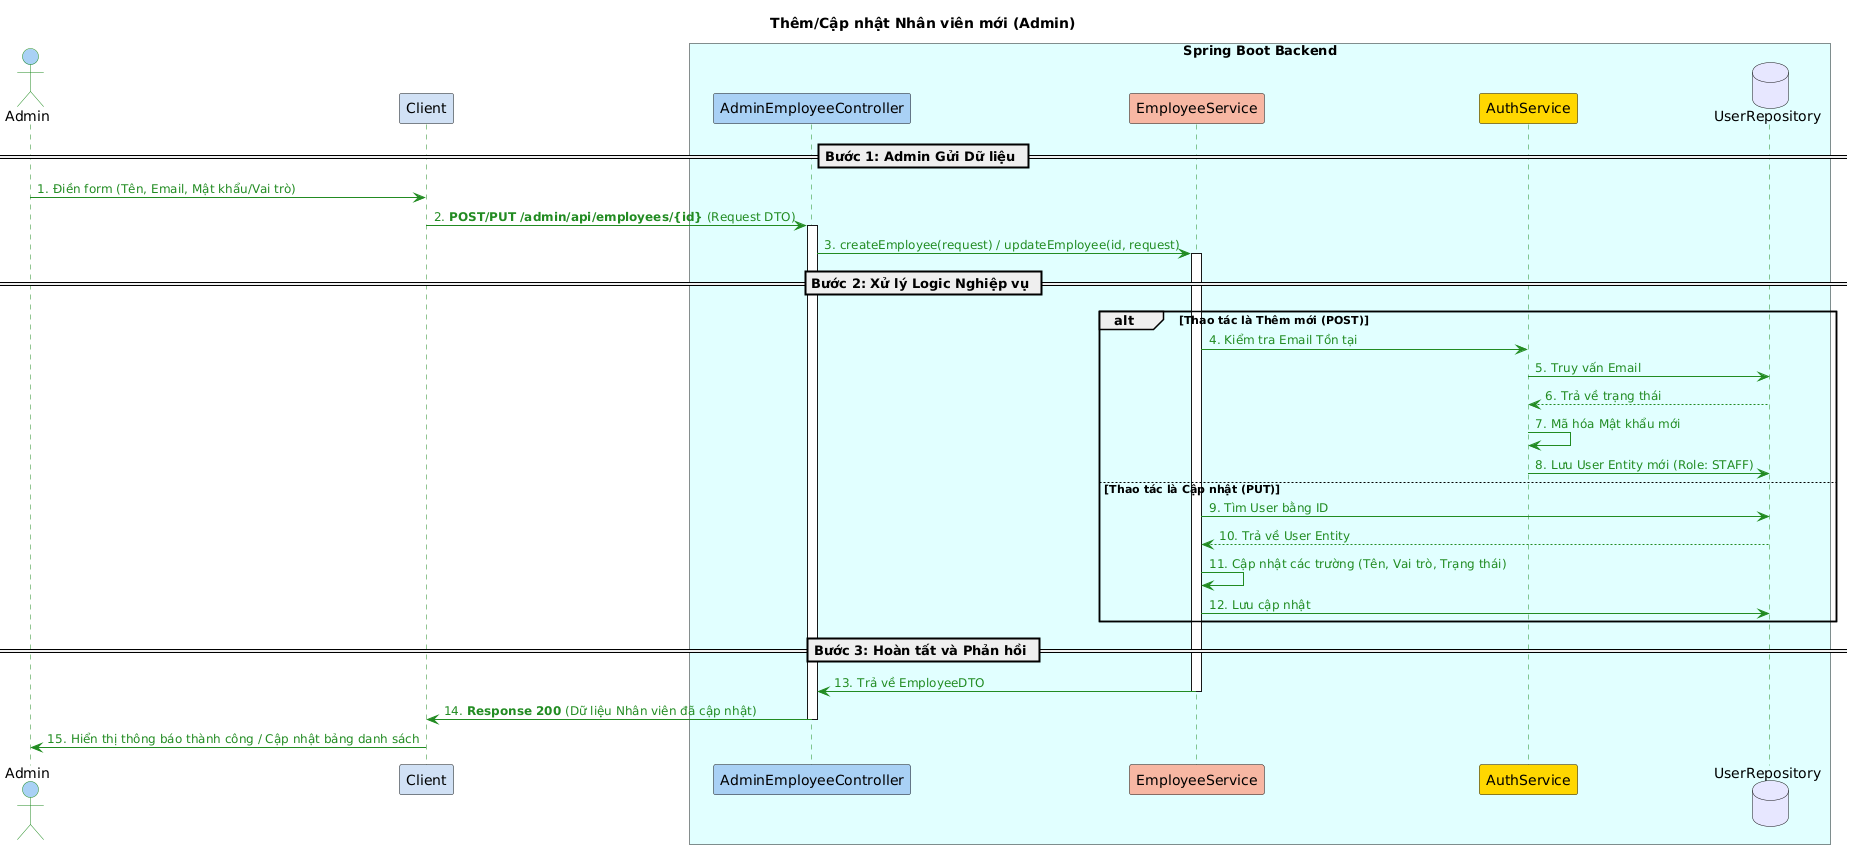 Thêm/Cập nhật Nhân viên mới (Admin)
Spring Boot Backend
Admin
Client
AdminEmployeeController
EmployeeService
AuthService
UserRepository
Bước 1: Admin Gửi Dữ liệu
1. Điền form (Tên, Email, Mật khẩu/Vai trò)
2. POST/PUT /admin/api/employees/{id} (Request DTO)
3. createEmployee(request) / updateEmployee(id, request)
Bước 2: Xử lý Logic Nghiệp vụ
alt [Thao tác là Thêm mới (POST)]
4. Kiểm tra Email Tồn tại
5. Truy vấn Email
6. Trả về trạng thái
7. Mã hóa Mật khẩu mới
8. Lưu User Entity mới (Role: STAFF)
[Thao tác là Cập nhật (PUT)]
9. Tìm User bằng ID
10. Trả về User Entity
11. Cập nhật các trường (Tên, Vai trò, Trạng thái)
12. Lưu cập nhật
Bước 3: Hoàn tất và Phản hồi
13. Trả về EmployeeDTO
14. Response 200 (Dữ liệu Nhân viên đã cập nhật)
15. Hiển thị thông báo thành công / Cập nhật bảng danh sách
Admin
Client
AdminEmployeeController
EmployeeService
AuthService
UserRepository